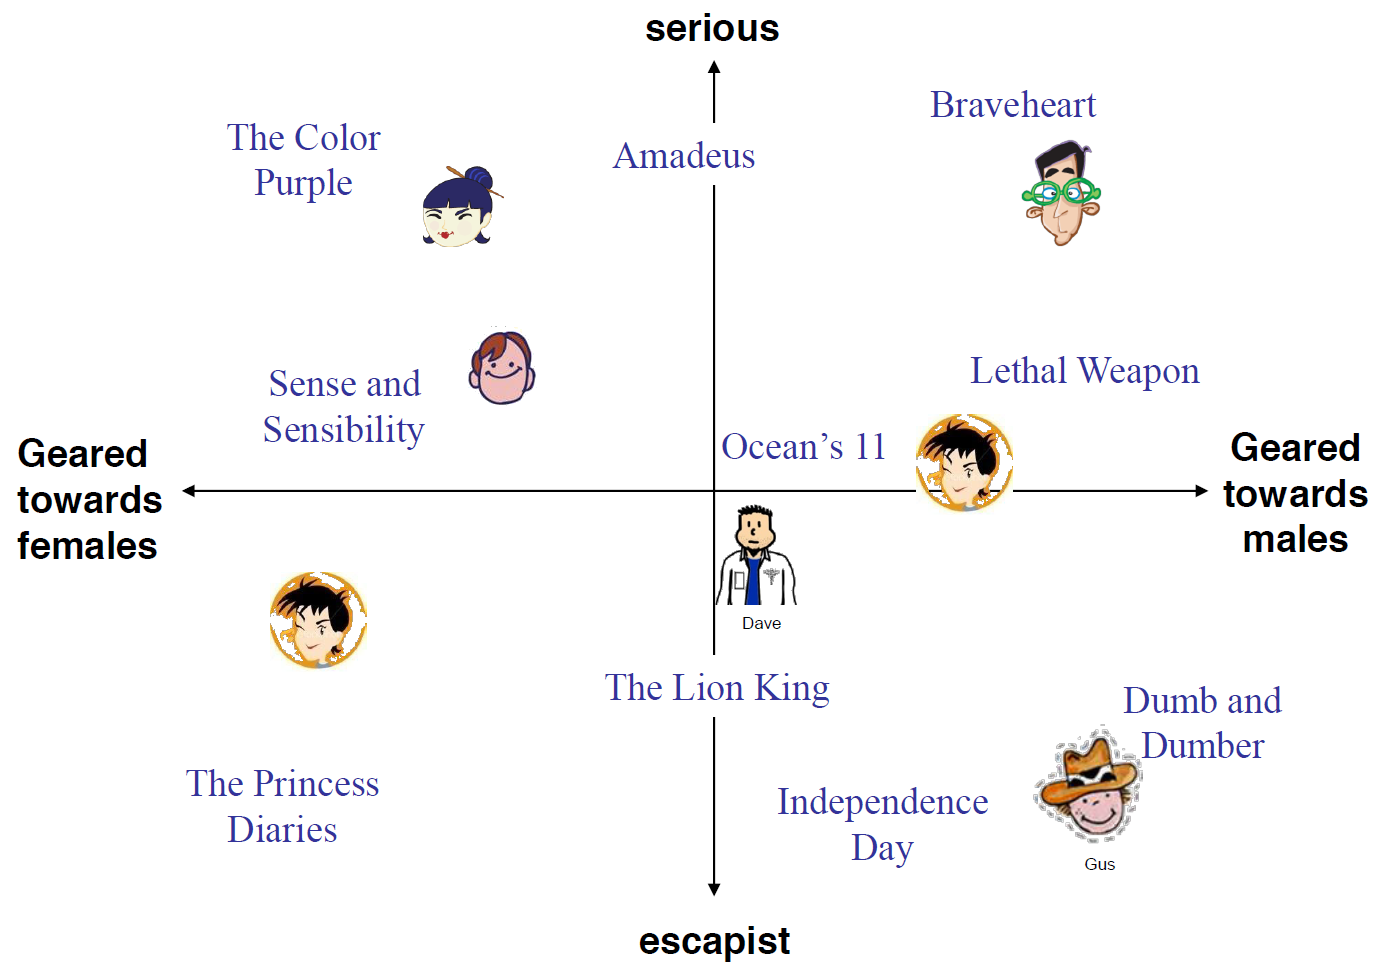 serious
Braveheart
The Color
Purple
Amadeus
Lethal Weapon
Sense and
Sensibility
Ocean’s 11
Geared
towards
females
Geared
towards
males
Dave
The Lion King
Dumb and
Dumber
The Princess
Diaries
Independence
Day
Gus
escapist